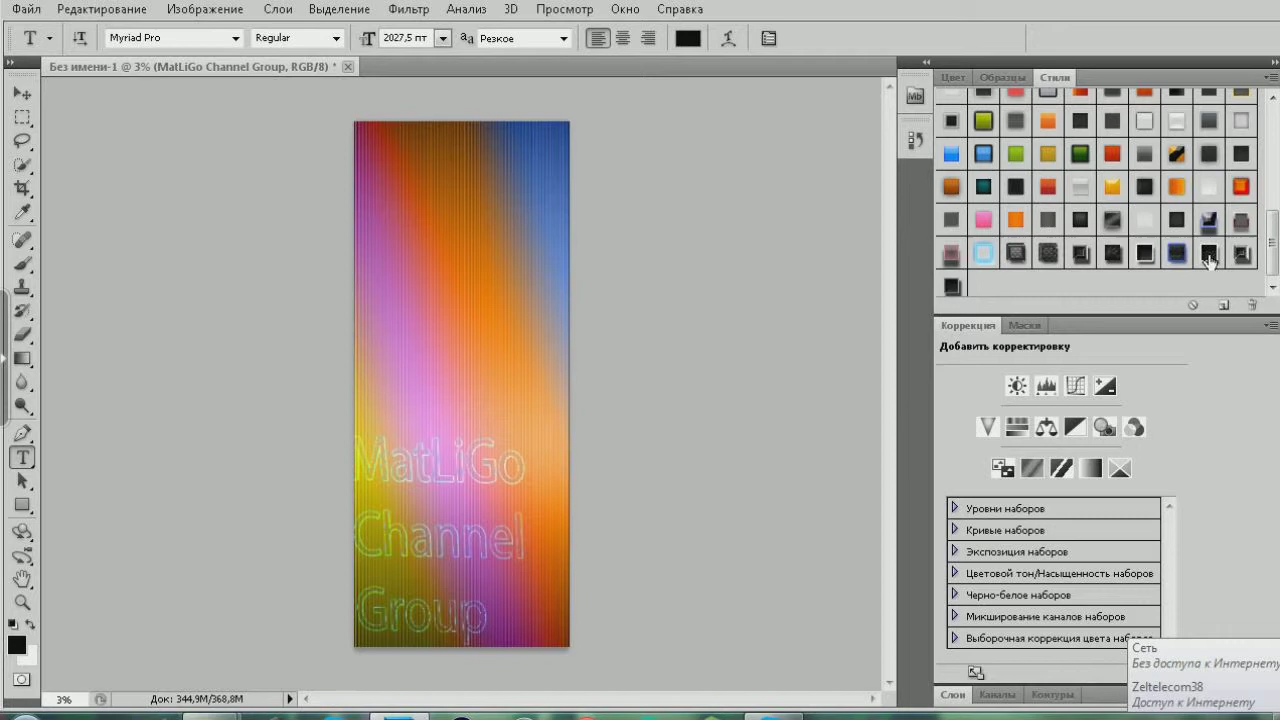 Файл Редактирование Изображение Слои Выделение Фильтр Анализ 3D Просмотр Окно Справка
T Myriad Pro Regular T 2027,5 пт aa Резкое
Без имени-1 @ 3% (MatLiGo Channel Group, RGB/8) *
Цвет Образцы Стили
Mb
Коррекция Маски
Добавить корректировку
MatLiGo
Channel
Group
Уровни наборов
Кривые наборов
Экспозиция наборов
Цветовой тон/Насыщенность наборов
Черно-белое наборов
Микширование каналов наборов
Выборочная коррекция цвета набо
Сеть
Без доступа к Интернету
Zeltelecom38
Доступ к Интернету
Слои Каналы Контуры
3% Док: 344,9M/368,8M